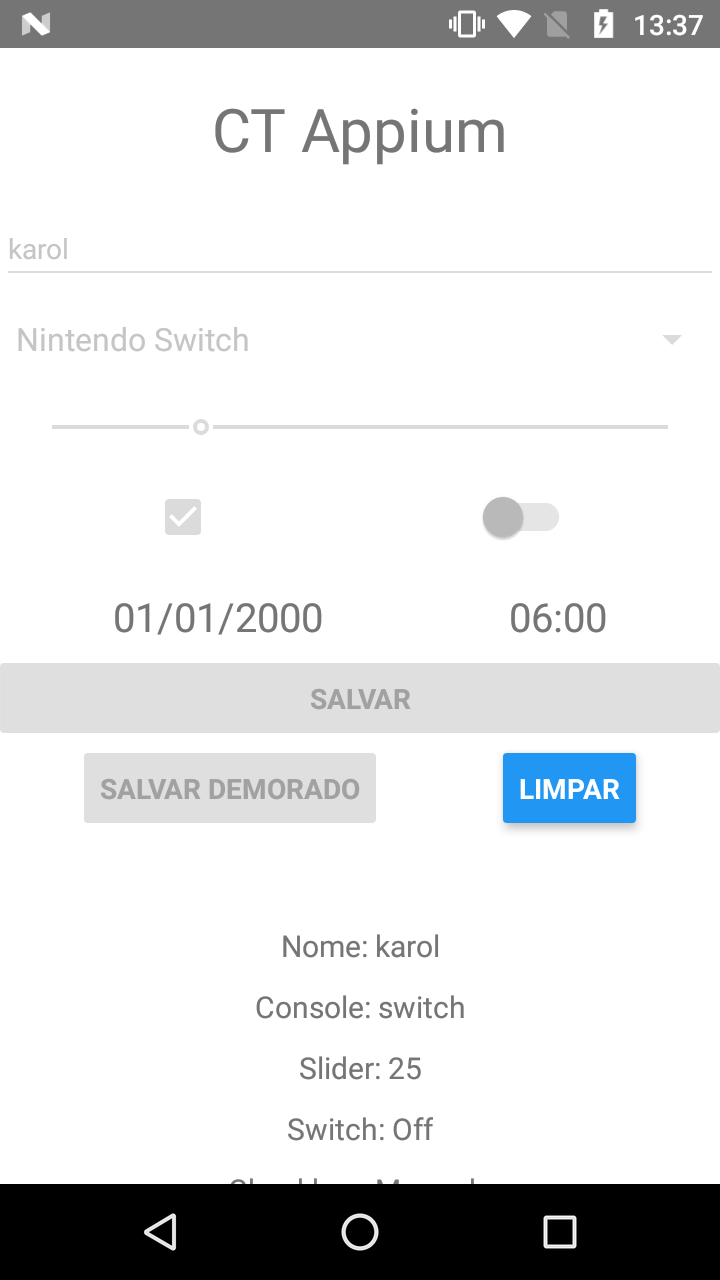 13:37
CT Appium
karol
Nintendo Switch
01/01/2000 06:00
SALVAR
SALVAR DEMORADO LIMPAR
Nome: karol
Console: switch
Slider: 25
Switch: Off